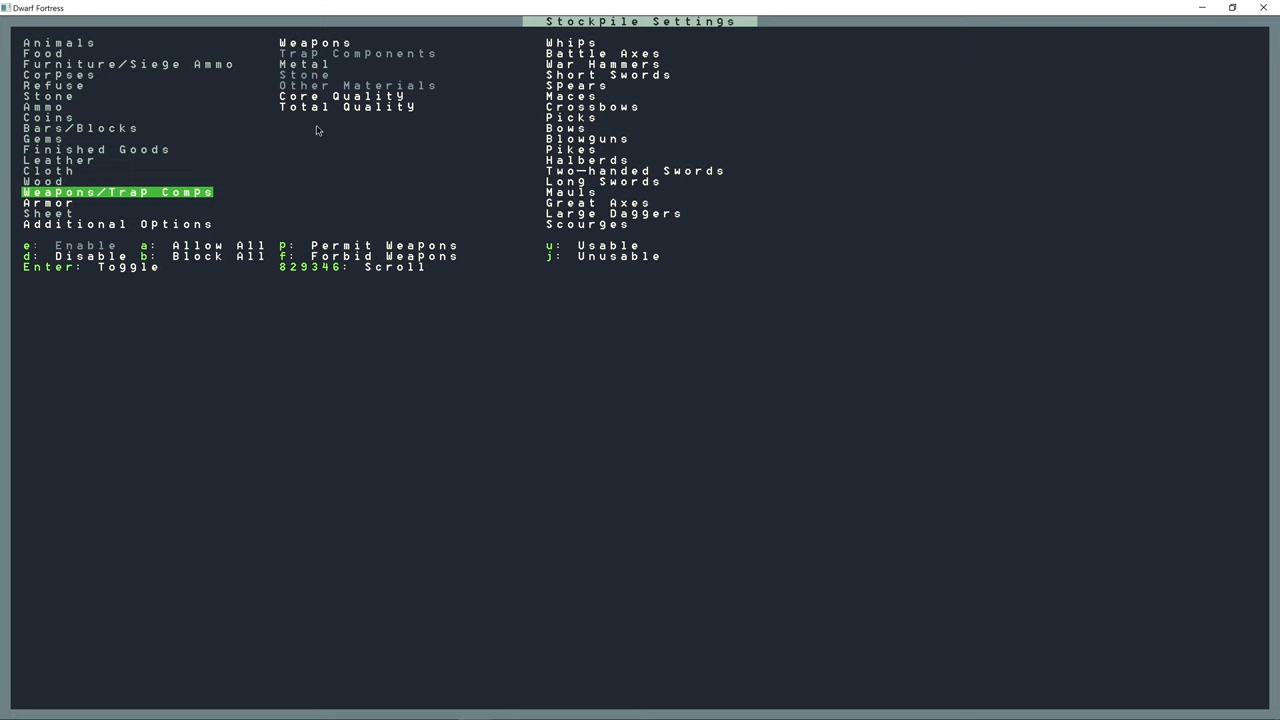 Dwarf Fortress
Stockpile Settings
Animals Weapons Whips
Food Trap Components Battle Axes
Furniture/Siege Ammo Metal War Hammers
Corpses Stone Short Swords
Refuse Other Materials Spears
Stone Core Quality Maces
Ammo Total Quality Crossbows
Coins Picks
Bars/Blocks Bows
Gems Blowguns
Finished Goods Pikes
Leather Halberds
Cloth Two-handed Swords
Wood Long Swords
Weapons/Trap Comps Mauls
Armor Great Axes
Sheet Large Daggers
Additional Options Scourges
e: Enable a: Allow All p: Permit Weapons u: Usable
d: Disable b: Block All f: Forbid Weapons j: Unusable
Enter: Toggle 829346: Scroll